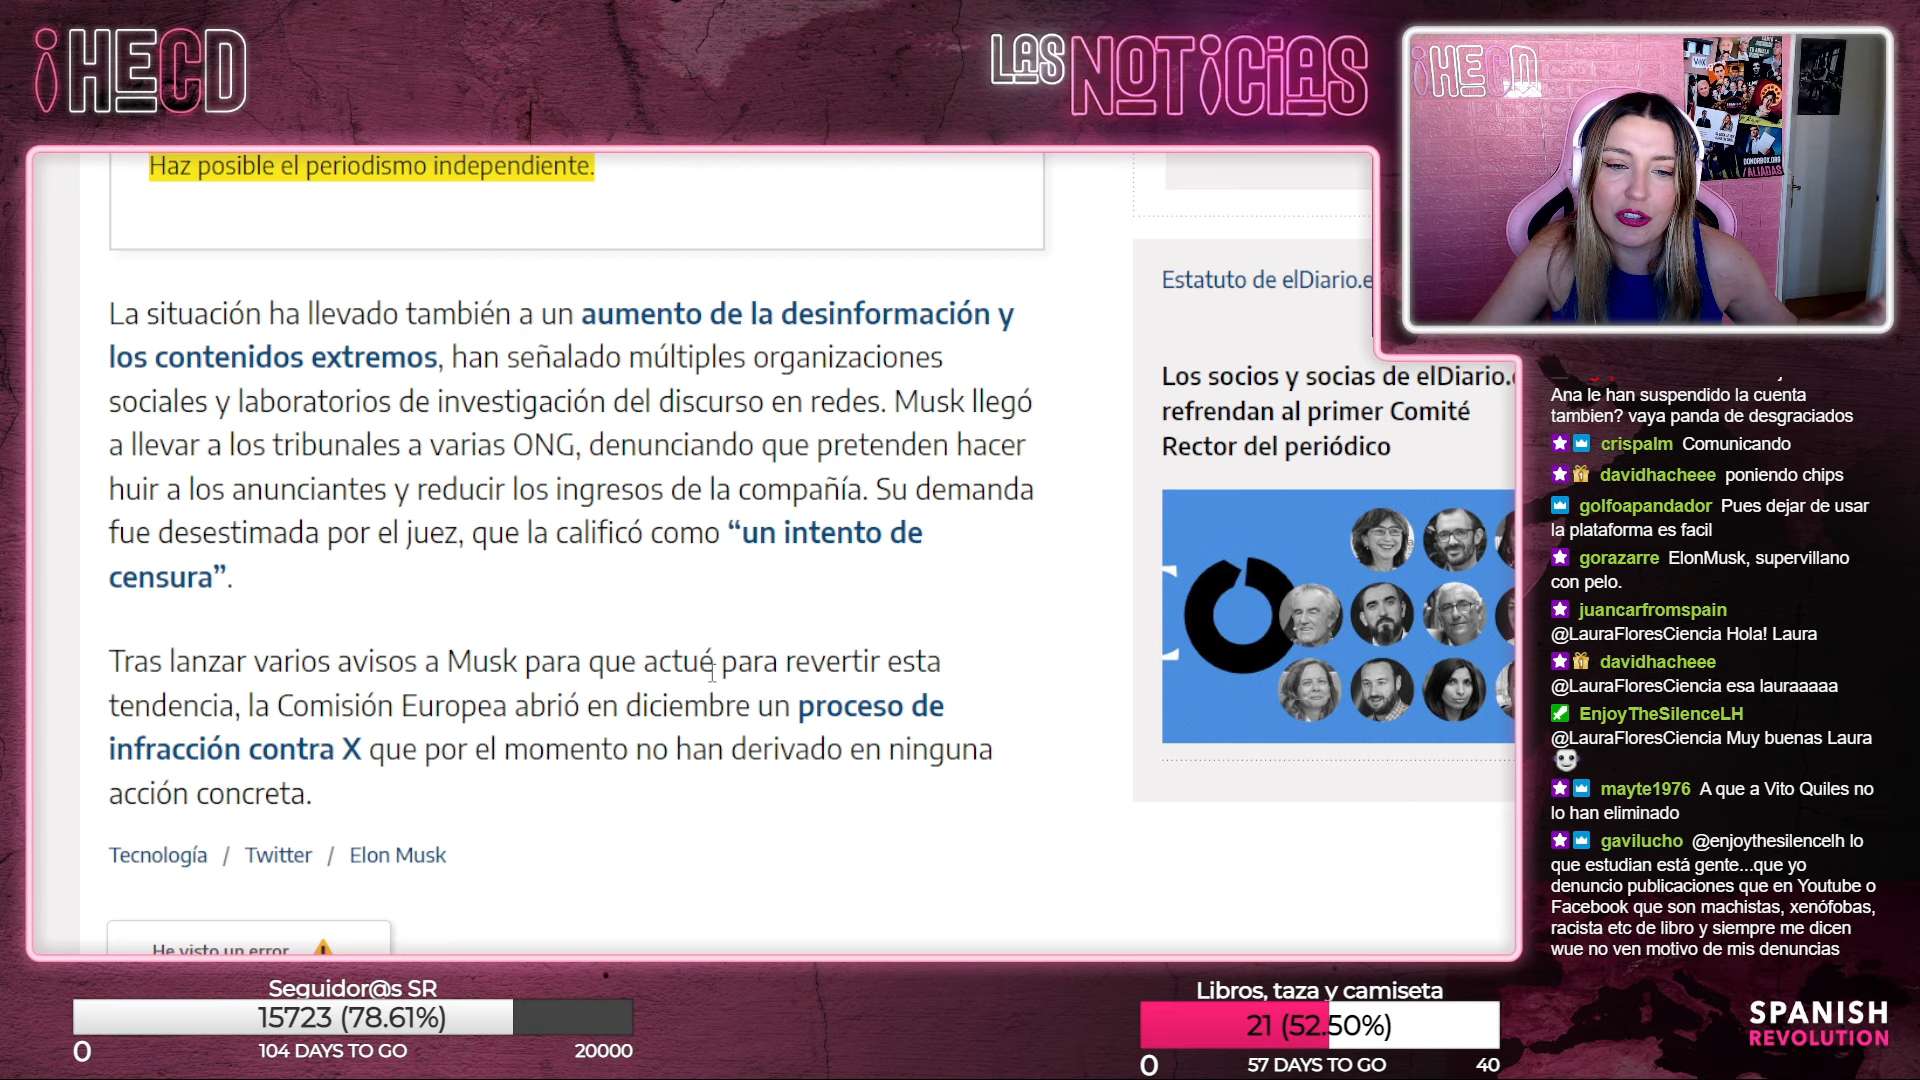 ¡HECD
LAS NOTICIAS
¡HECD
Haz posible el periodismo independiente.
La situación ha llevado también a un aumento de la desinformación y
los contenidos extremos, han señalado múltiples organizaciones
sociales y laboratorios de investigación del discurso en redes. Musk llegó
a llevar a los tribunales a varias ONG, denunciando que pretenden hacer
huir a los anunciantes y reducir los ingresos de la compañía. Su demanda
fue desestimada por el juez, que la calificó como “un intento de
censura”.
Tras lanzar varios avisos a Musk para que actué para revertir esta
tendencia, la Comisión Europea abrió en diciembre un proceso de
infracción contra X que por el momento no han derivado en ninguna
acción concreta.
Tecnología / Twitter / Elon Musk
He visto un error
Estatuto de elDiario.e
Los socios y socias de elDiario.
refrendan al primer Comité
Rector del periódico
DONORBOX.ORG
/ALIADAS
Ana le han suspendido la cuenta
tambien? vaya panda de desgraciados
crispalm Comunicando
davidhacheee poniendo chips
golfoapandador Pues dejar de usar
la plataforma es facil
gorazarre ElonMusk, supervillano
con pelo.
juancarfromspain
@LauraFloresCiencia Hola! Laura
davidhacheee
@LauraFloresCiencia esa lauraaaaa
EnjoyTheSilenceLH
@LauraFloresCiencia Muy buenas Laura
mayte1976 A que a Vito Quiles no
lo han eliminado
gavilucho @enjoythesilencelh lo
que estudian está gente...que yo
denuncio publicaciones que en Youtube o
Facebook que son machistas, xenófobas,
racista etc de libro y siempre me dicen
wue no ven motivo de mis denuncias
Seguidor@s SR
15723 (78.61%)
0 104 DAYS TO GO 20000
Libros, taza y camiseta
21 (52.50%)
0 57 DAYS TO GO 40
SPANISH
REVOLUTION